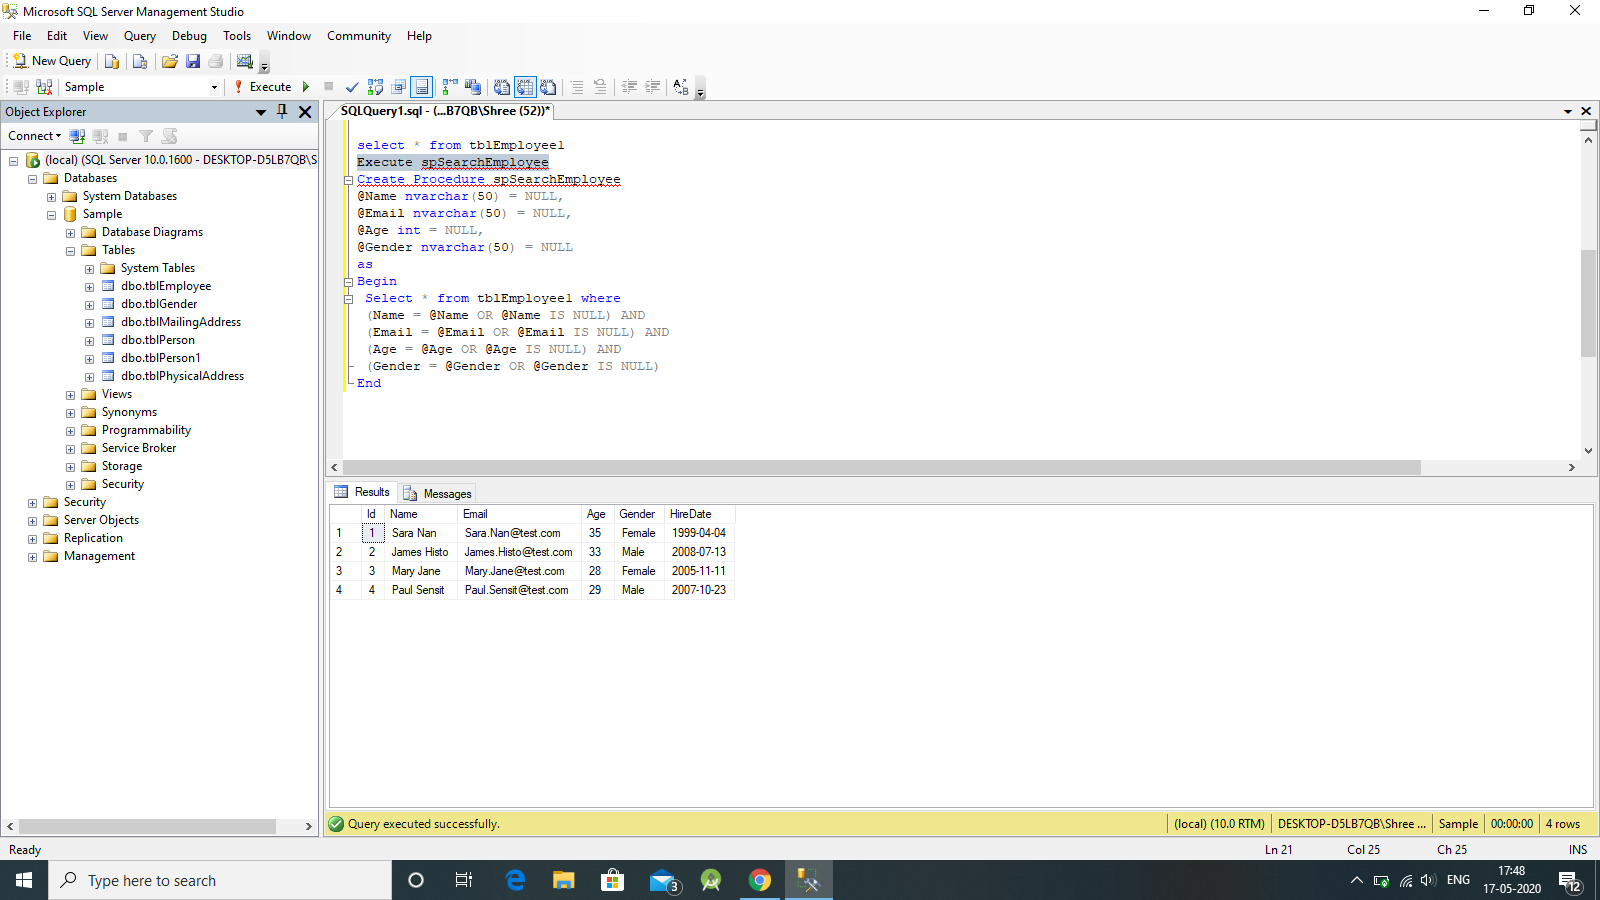 Microsoft SQL Server Management Studio
File Edit View Query Debug Tools Window Community Help
New Query
Sample Execute
Object Explorer
Connect
(local) (SQL Server 10.0.1600 - DESKTOP-D5LB7QB\S
Databases
System Databases
Sample
Database Diagrams
Tables
System Tables
dbo.tblEmployee
dbo.tblGender
dbo.tblMailingAddress
dbo.tblPerson
dbo.tblPerson1
dbo.tblPhysicalAddress
Views
Synonyms
Programmability
Service Broker
Storage
Security
Security
Server Objects
Replication
Management
SQLQuery1.sql - (...B7QB\Shree (52))*
select * from tblEmployee1
Execute spSearchEmployee
Create Procedure spSearchEmployee
@Name nvarchar(50) = NULL,
@Email nvarchar(50) = NULL,
@Age int = NULL,
@Gender nvarchar(50) = NULL
as
Begin
Select * from tblEmployee1 where
(Name = @Name OR @Name IS NULL) AND
(Email = @Email OR @Email IS NULL) AND
(Age = @Age OR @Age IS NULL) AND
(Gender = @Gender OR @Gender IS NULL)
End
Results Messages
Id Name Email Age Gender HireDate
1 1 Sara Nan Sara.Nan@test.com 35 Female 1999-04-04
2 2 James Histo James.Histo@test.com 33 Male 2008-07-13
3 3 Mary Jane Mary.Jane@test.com 28 Female 2005-11-11
4 4 Paul Sensit Paul.Sensit@test.com 29 Male 2007-10-23
Query executed successfully. (local) (10.0 RTM) DESKTOP-D5LB7QB\Shree ... Sample 00:00:00 4 rows
Ready Ln 21 Col 25 Ch 25 INS
Type here to search 3 ENG 17:48 12
17-05-2020